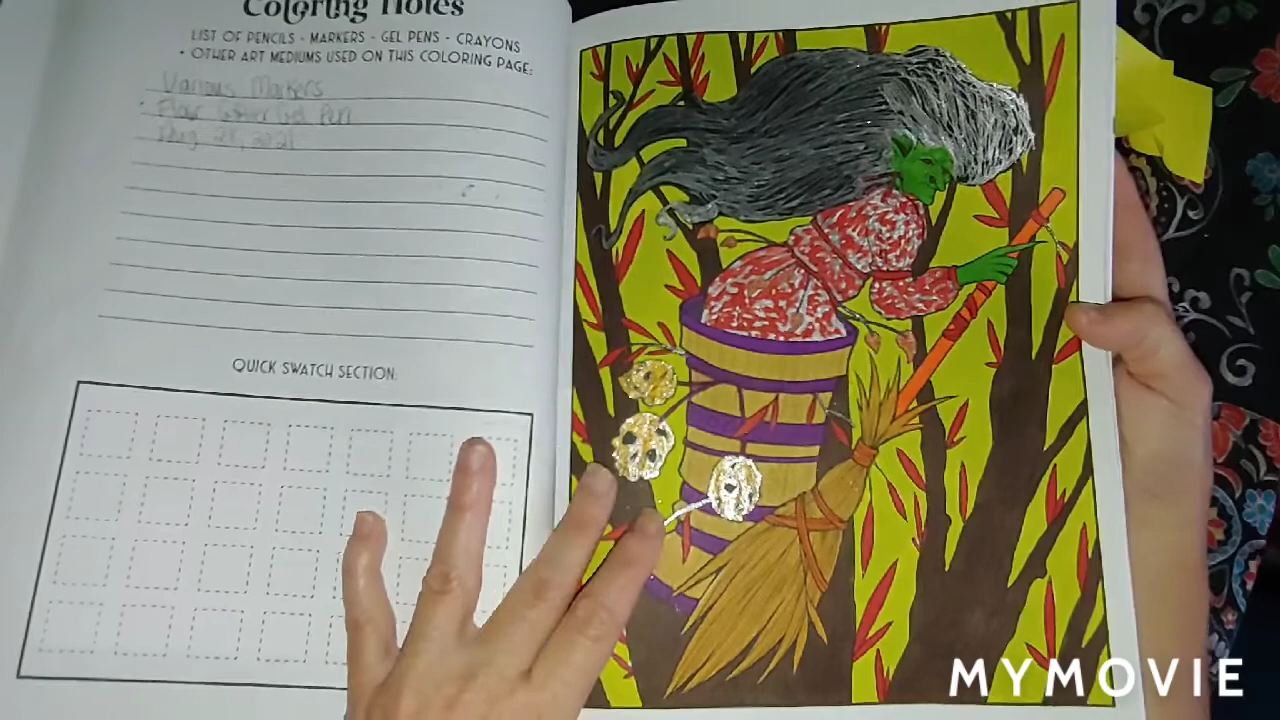 Coloring Notes
LIST OF PENCILS - MARKERS - GEL PENS - CRAYONS
• OTHER ART MEDIUMS USED ON THIS COLORING PAGE:
Various Markers
Pen
Aug 2021
QUICK SWATCH SECTION:
MYMOVIE